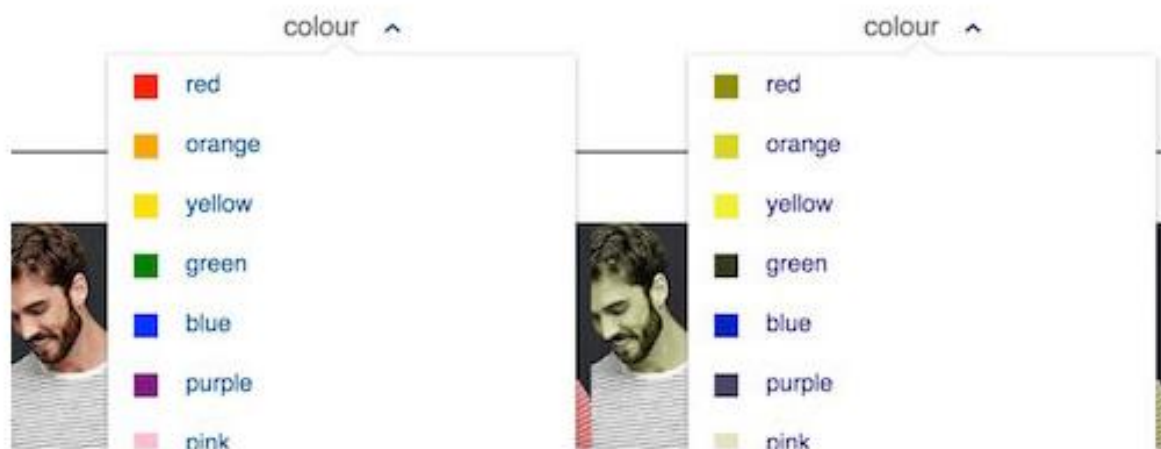 colour
red
orange
yellow
green
blue
purple
pink
colour
red
orange
yellow
green
blue
purple
pink